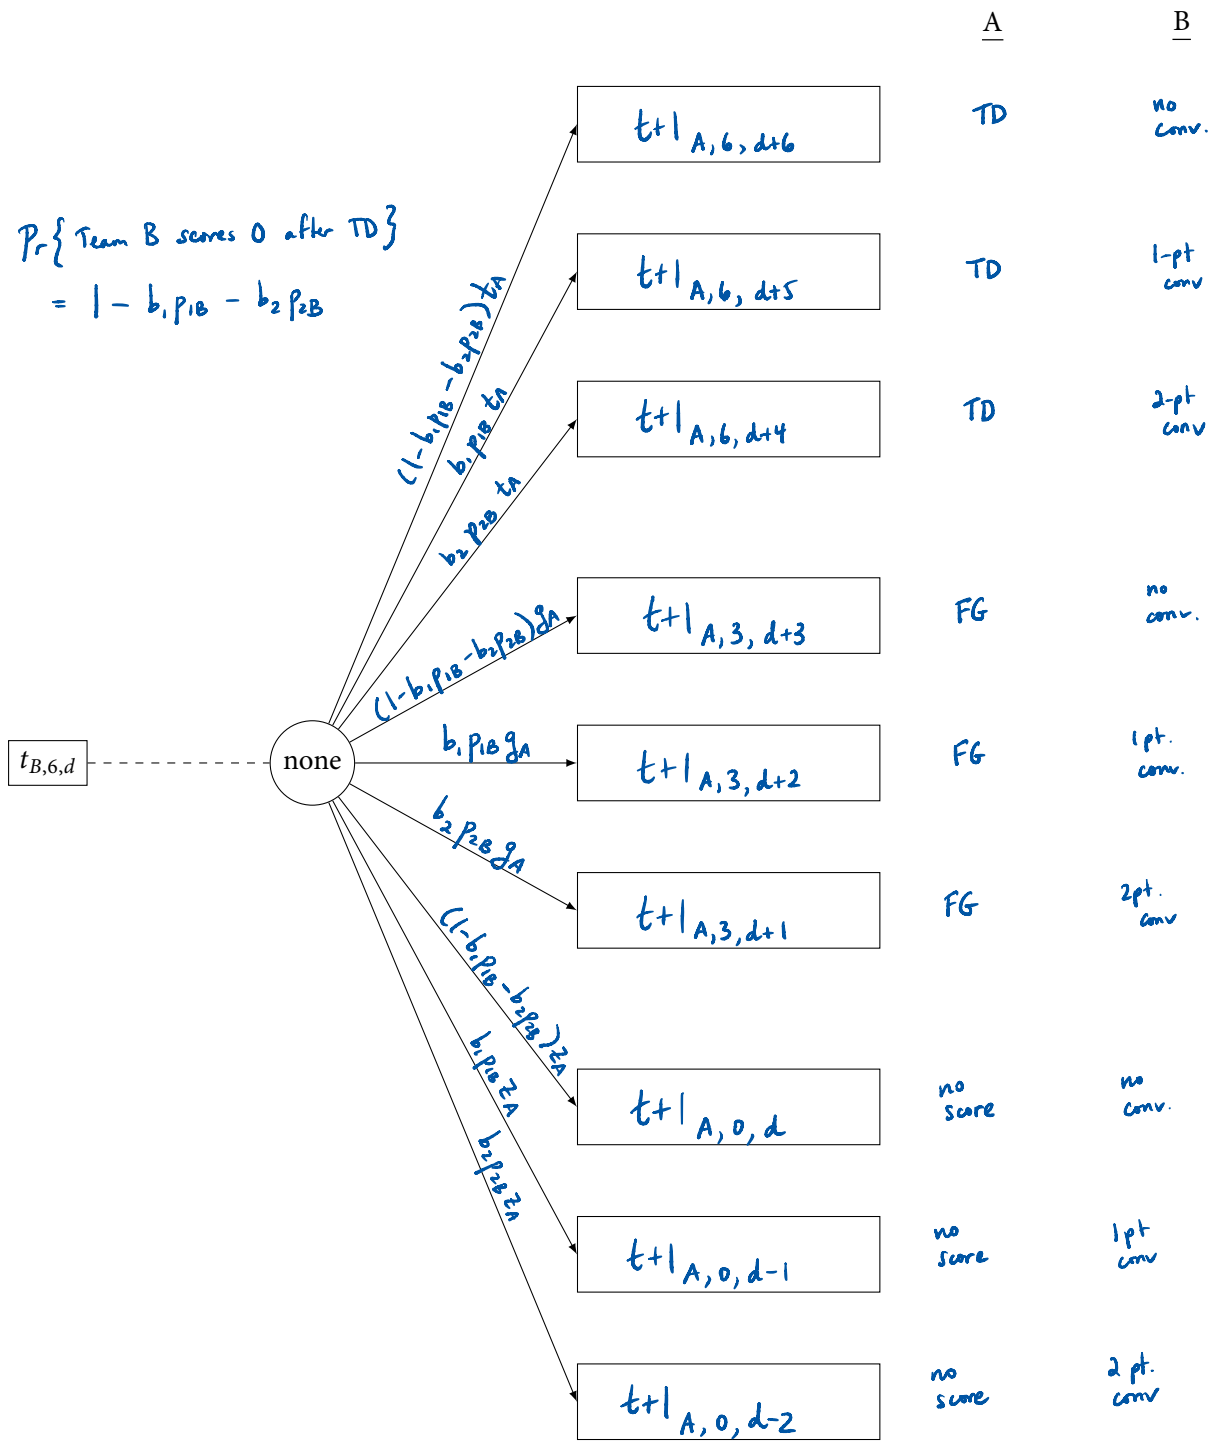 A B
t+1 A, 6, d+6 TD no conv.
Pr{Team B scores 0 after TD}
= 1 - b₁p₁B - b₂p₂B
t+1 A, 6, d+5 TD 1-pt conv
(1-b₁p₁B-b₂p₂B)tA
b₁p₁B tA
t+1 A, 6, d+4 TD 2-pt conv
b₂ p₂B tA
t+1 A, 3, d+3 FG no conv.
(1-b₁p₁B-b₂p₂B)gA
t_B,6,d none b₁p₁B gA t+1 A, 3, d+2 FG 1pt. conv.
b₂p₂B gA
t+1 A, 3, d+1 FG 2pt. conv
(1-b₁p₁B-b₂p₂B)zA
t+1 A, 0, d no score no conv.
b₁p₁B zA
t+1 A, 0, d-1 no score 1pt conv
b₂p₂B zA
t+1 A, 0, d-2 no score 2 pt. conv